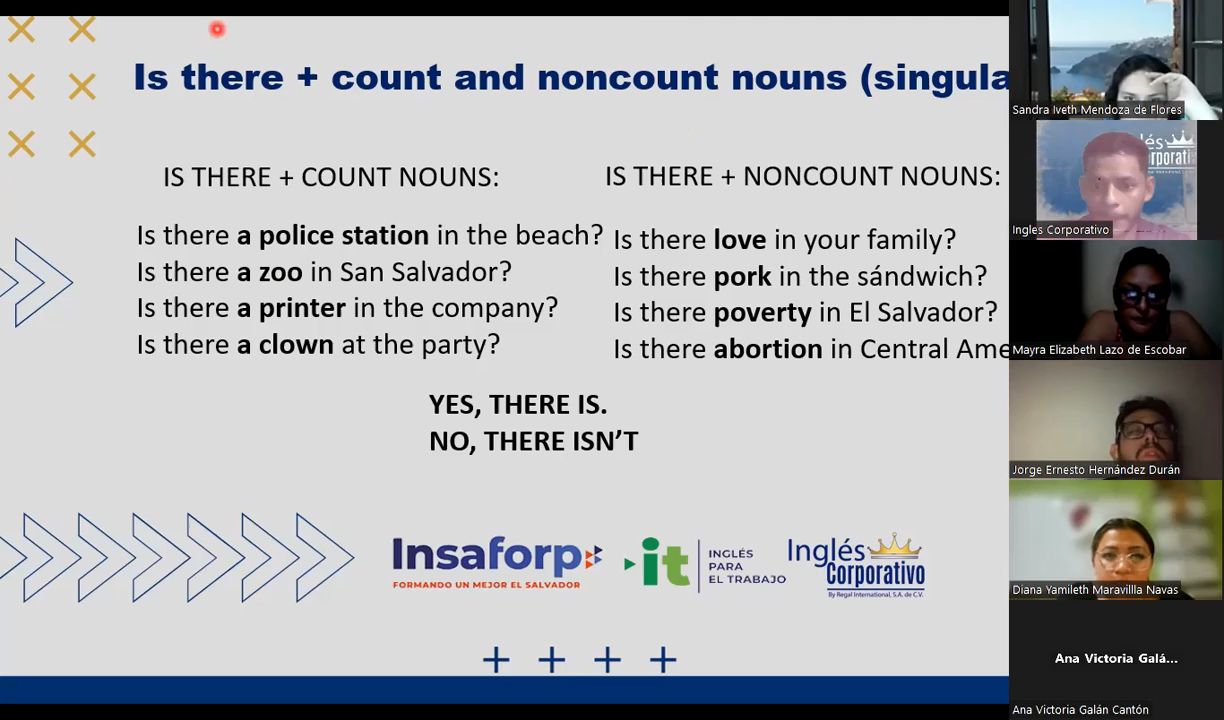 Is there + count and noncount nouns (singula
IS THERE + COUNT NOUNS:
Is there a police station in the beach?
Is there a zoo in San Salvador?
Is there a printer in the company?
Is there a clown at the party?
IS THERE + NONCOUNT NOUNS:
Is there love in your family?
Is there pork in the sándwich?
Is there poverty in El Salvador?
Is there abortion in Central Ame
YES, THERE IS.
NO, THERE ISN'T
Insaforp
FORMANDO UN MEJOR EL SALVADOR
it
INGLÉS
PARA
EL TRABAJO
Inglés
Corporativo
By Regal International, S.A. de C.V.
Sandra Iveth Mendoza de Flores
Ingles Corporativo
Mayra Elizabeth Lazo de Escobar
Jorge Ernesto Hernández Durán
Diana Yamileth Maravillla Navas
Ana Victoria Galá...
Ana Victoria Galán Cantón